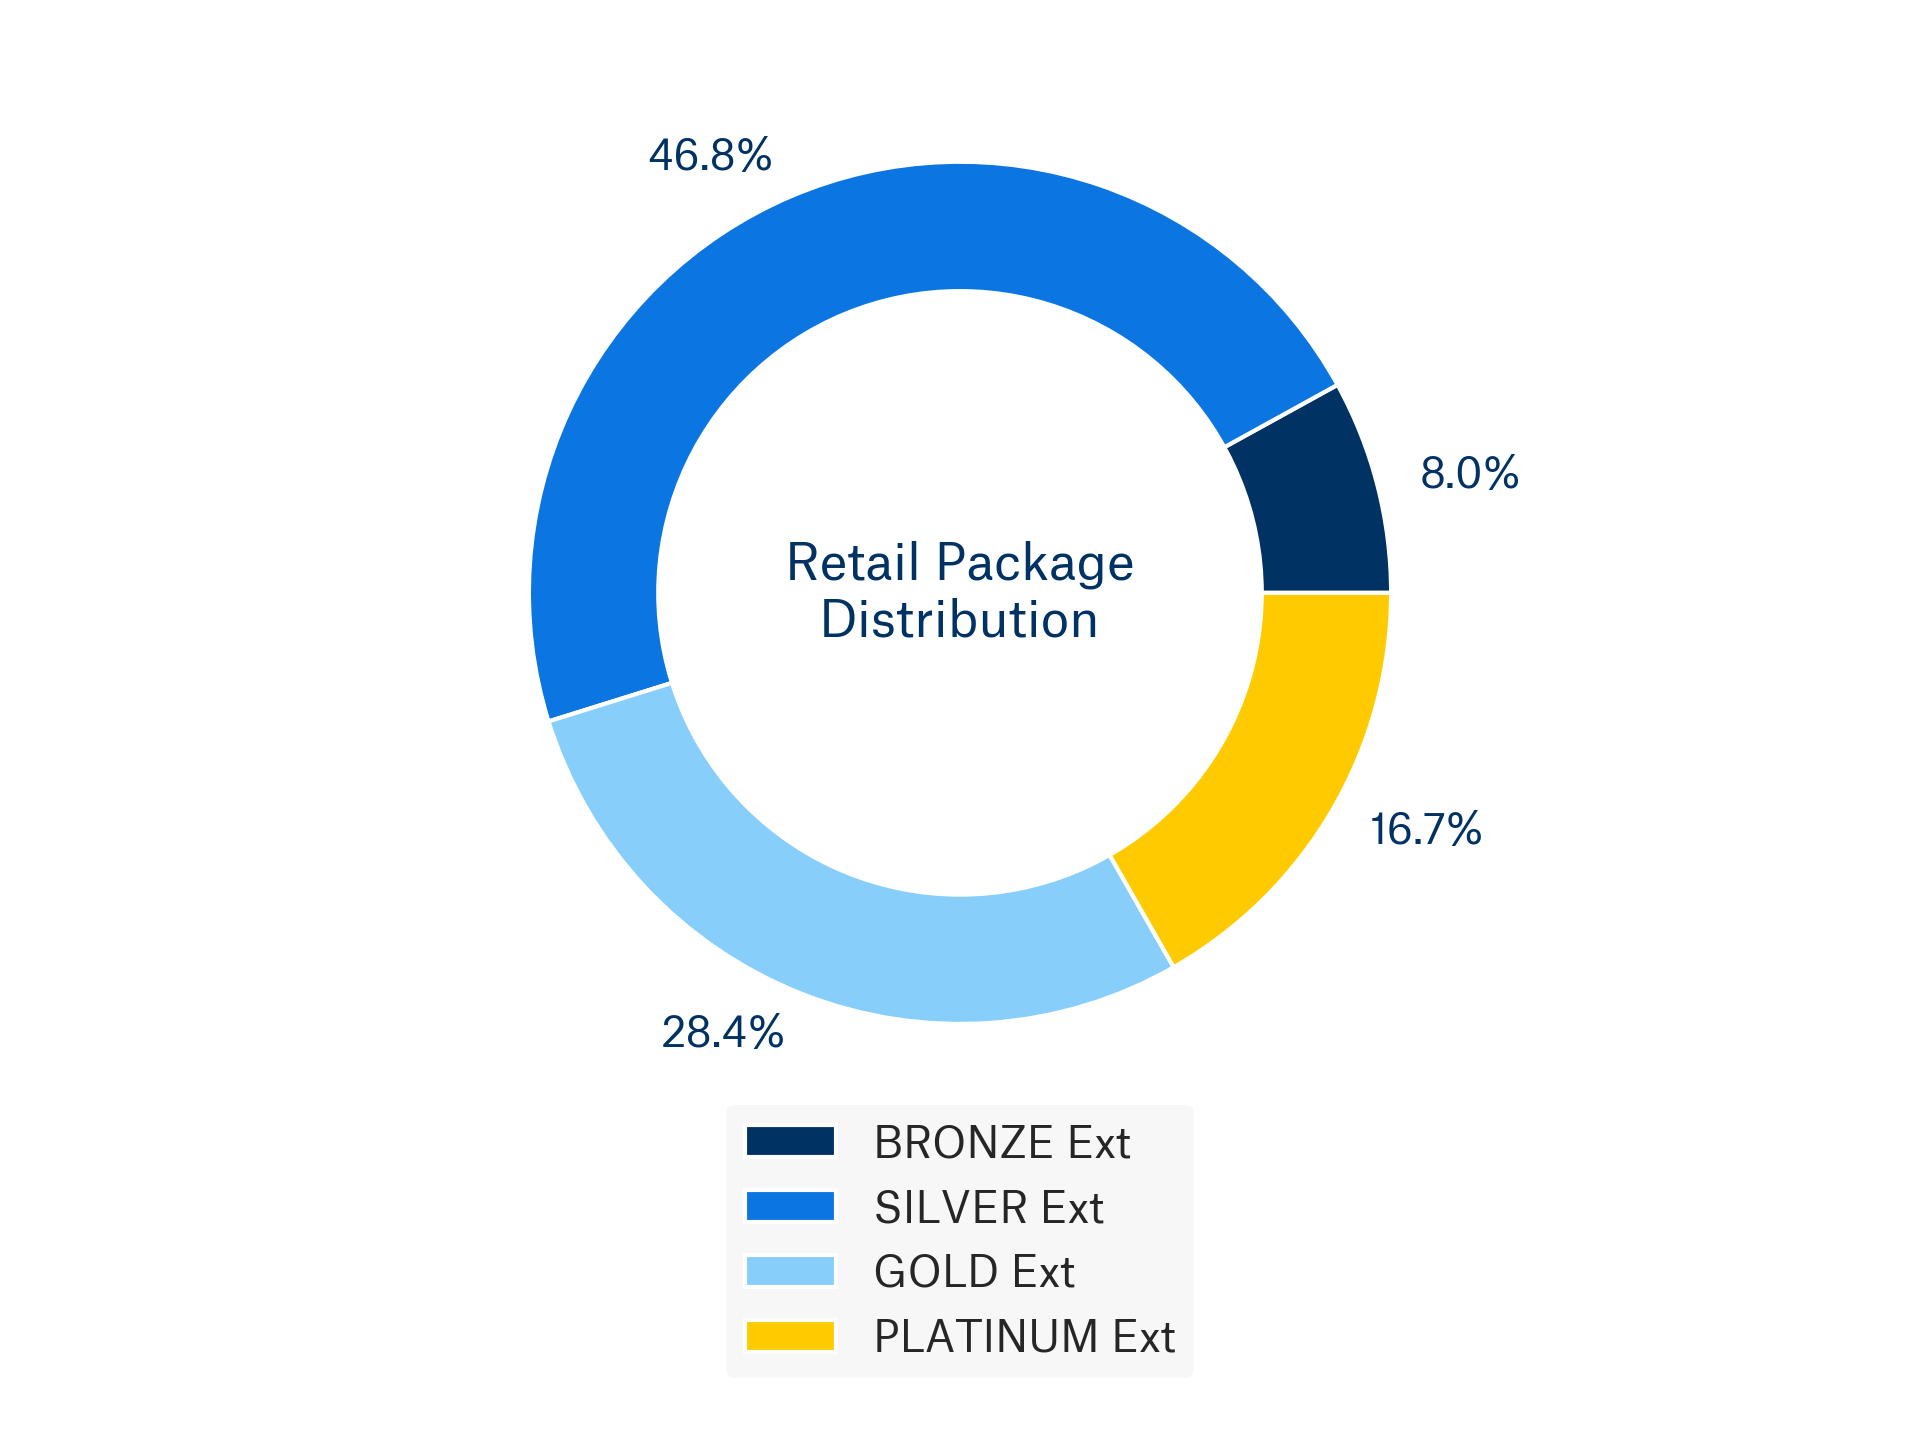 46.8%
8.0%
Retail Package
Distribution
16.7%
28.4%
BRONZE Ext
SILVER Ext
GOLD Ext
PLATINUM Ext